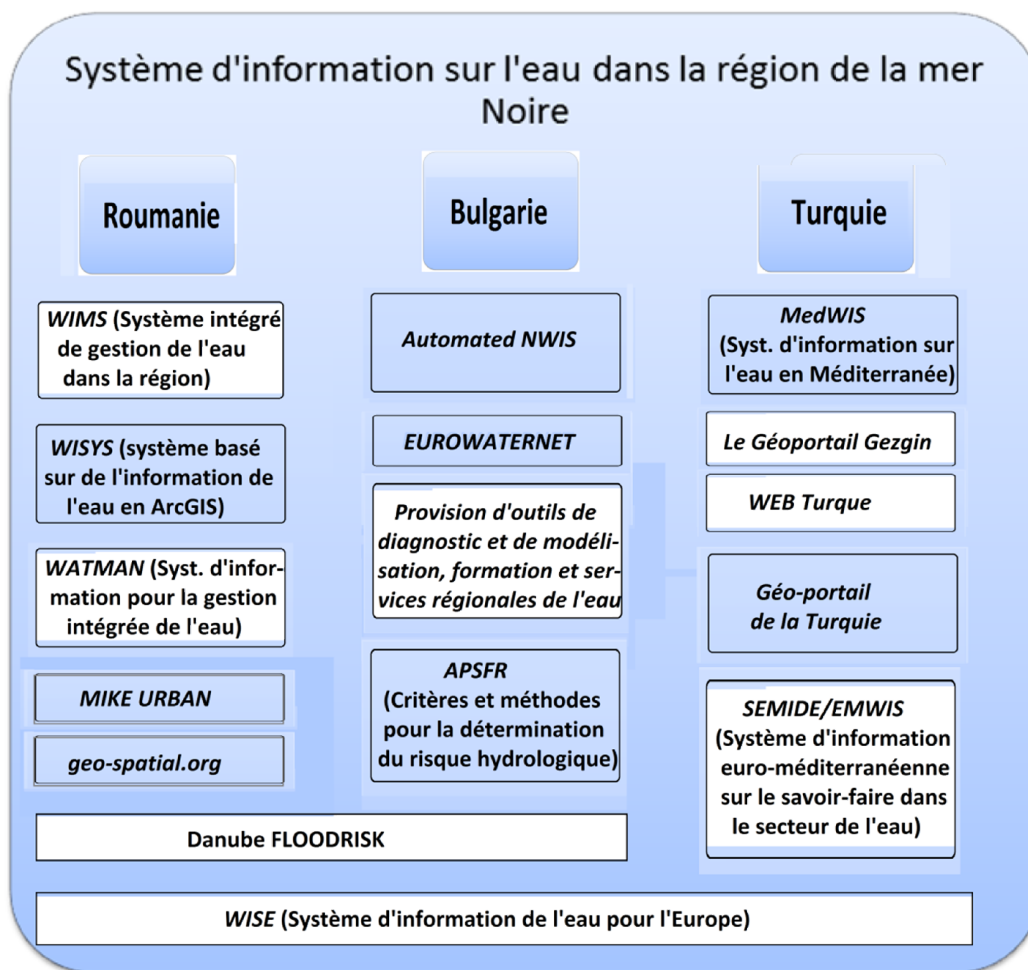 Système d'information sur l'eau dans la région de la mer
Noire
Roumanie
Bulgarie
Turquie
WIMS (Système intégré
de gestion de l'eau
dans la région)
WISYS (système basé
sur de l'information de
l'eau en ArcGIS)
WATMAN (Syst. d'infor-
mation pour la gestion
intégrée de l'eau)
MIKE URBAN
geo-spatial.org
Automated NWIS
EUROWATERNET
Provision d'outils de
diagnostic et de modéli-
sation, formation et ser-
vices régionales de l'eau
APSFR
(Critères et méthodes
pour la détermination
du risque hydrologique)
MedWIS
(Syst. d'information sur
l'eau en Méditerranée)
Le Géoportail Gezgin
WEB Turque
Géo-portail
de la Turquie
SEMIDE/EMWIS
(Système d'information
euro-méditerranéenne
sur le savoir-faire dans
le secteur de l'eau)
Danube FLOODRISK
WISE (Système d'information de l'eau pour l'Europe)